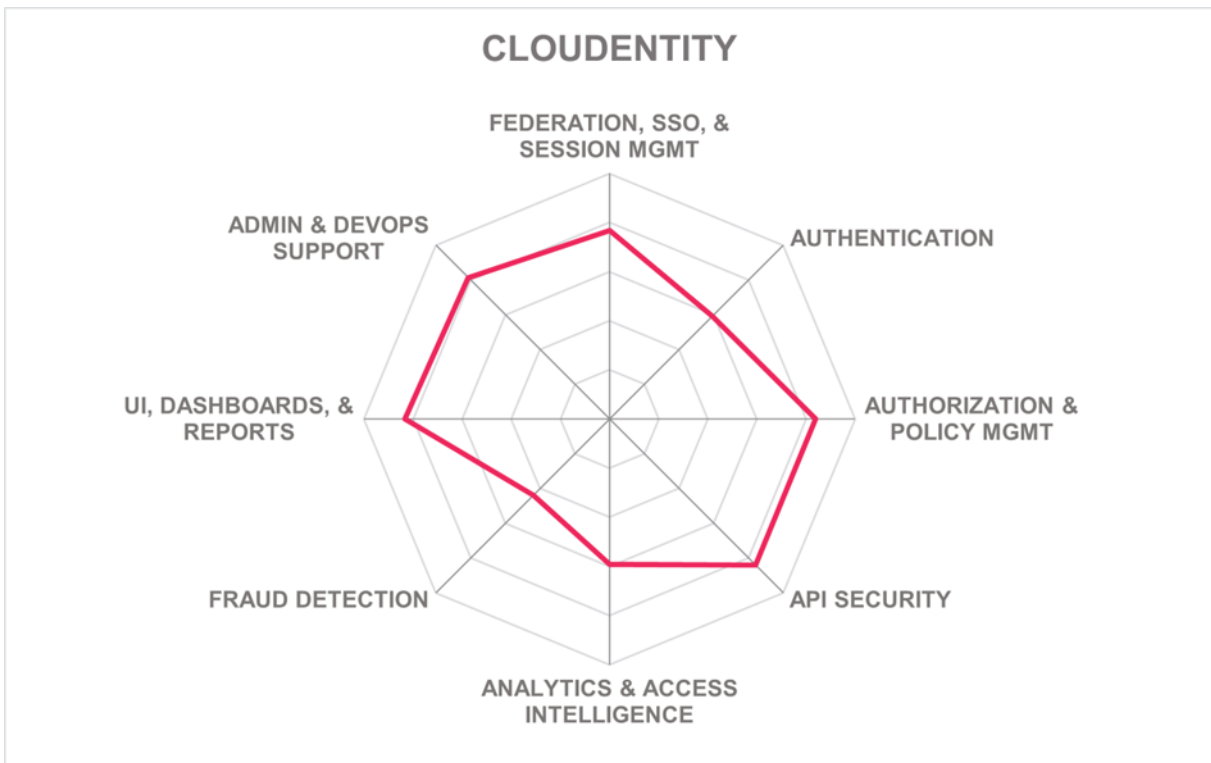 CLOUDENTITY
FEDERATION, SSO, &
SESSION MGMT
ADMIN & DEVOPS
SUPPORT
AUTHENTICATION
UI, DASHBOARDS, &
REPORTS
AUTHORIZATION &
POLICY MGMT
FRAUD DETECTION
API SECURITY
ANALYTICS & ACCESS
INTELLIGENCE